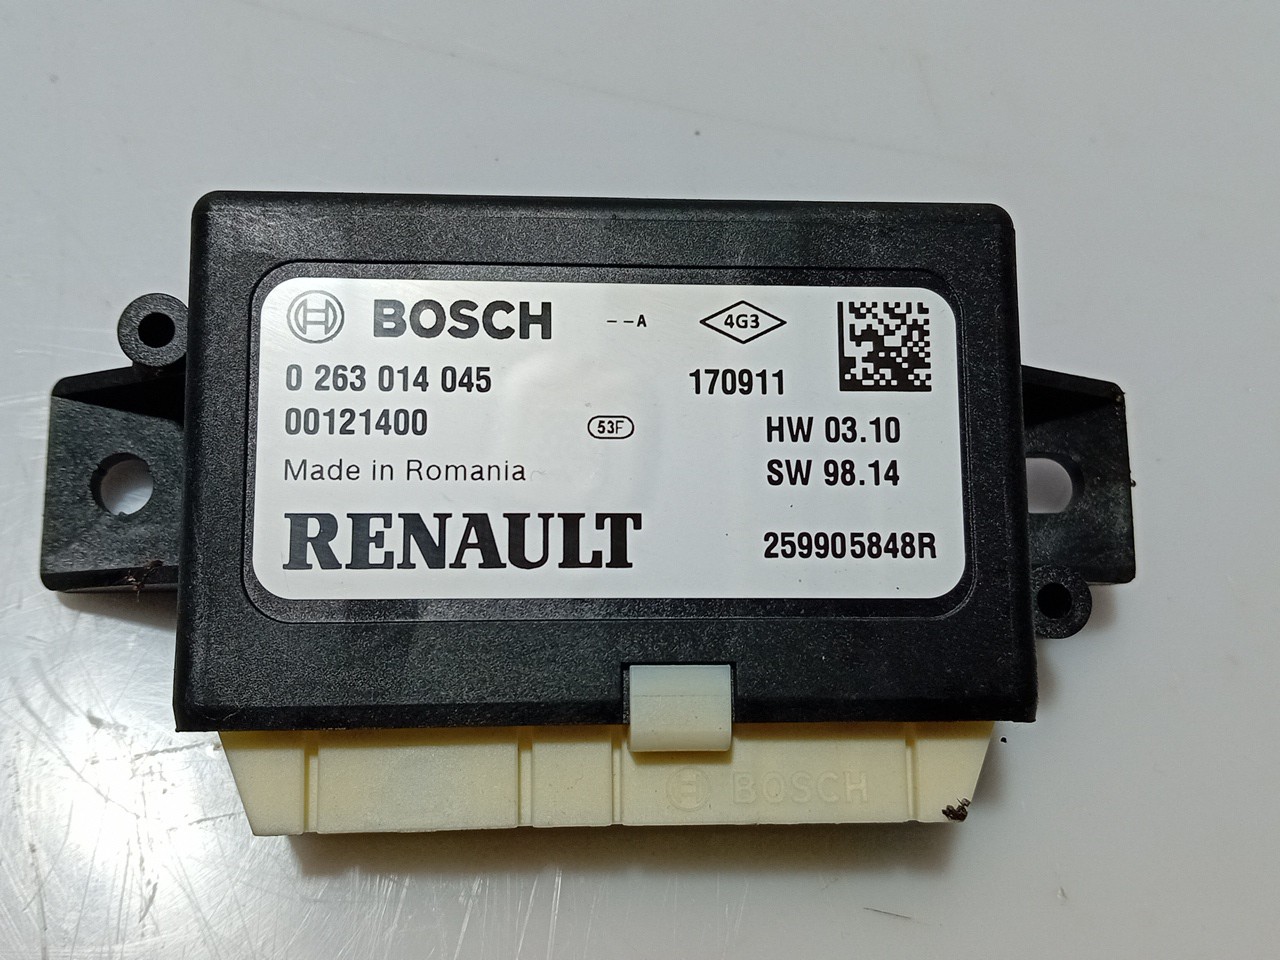 BOSCH --A 4G3
0 263 014 045 170911
00121400 53F HW 03.10
Made in Romania SW 98.14
RENAULT 259905848R
BOSCH